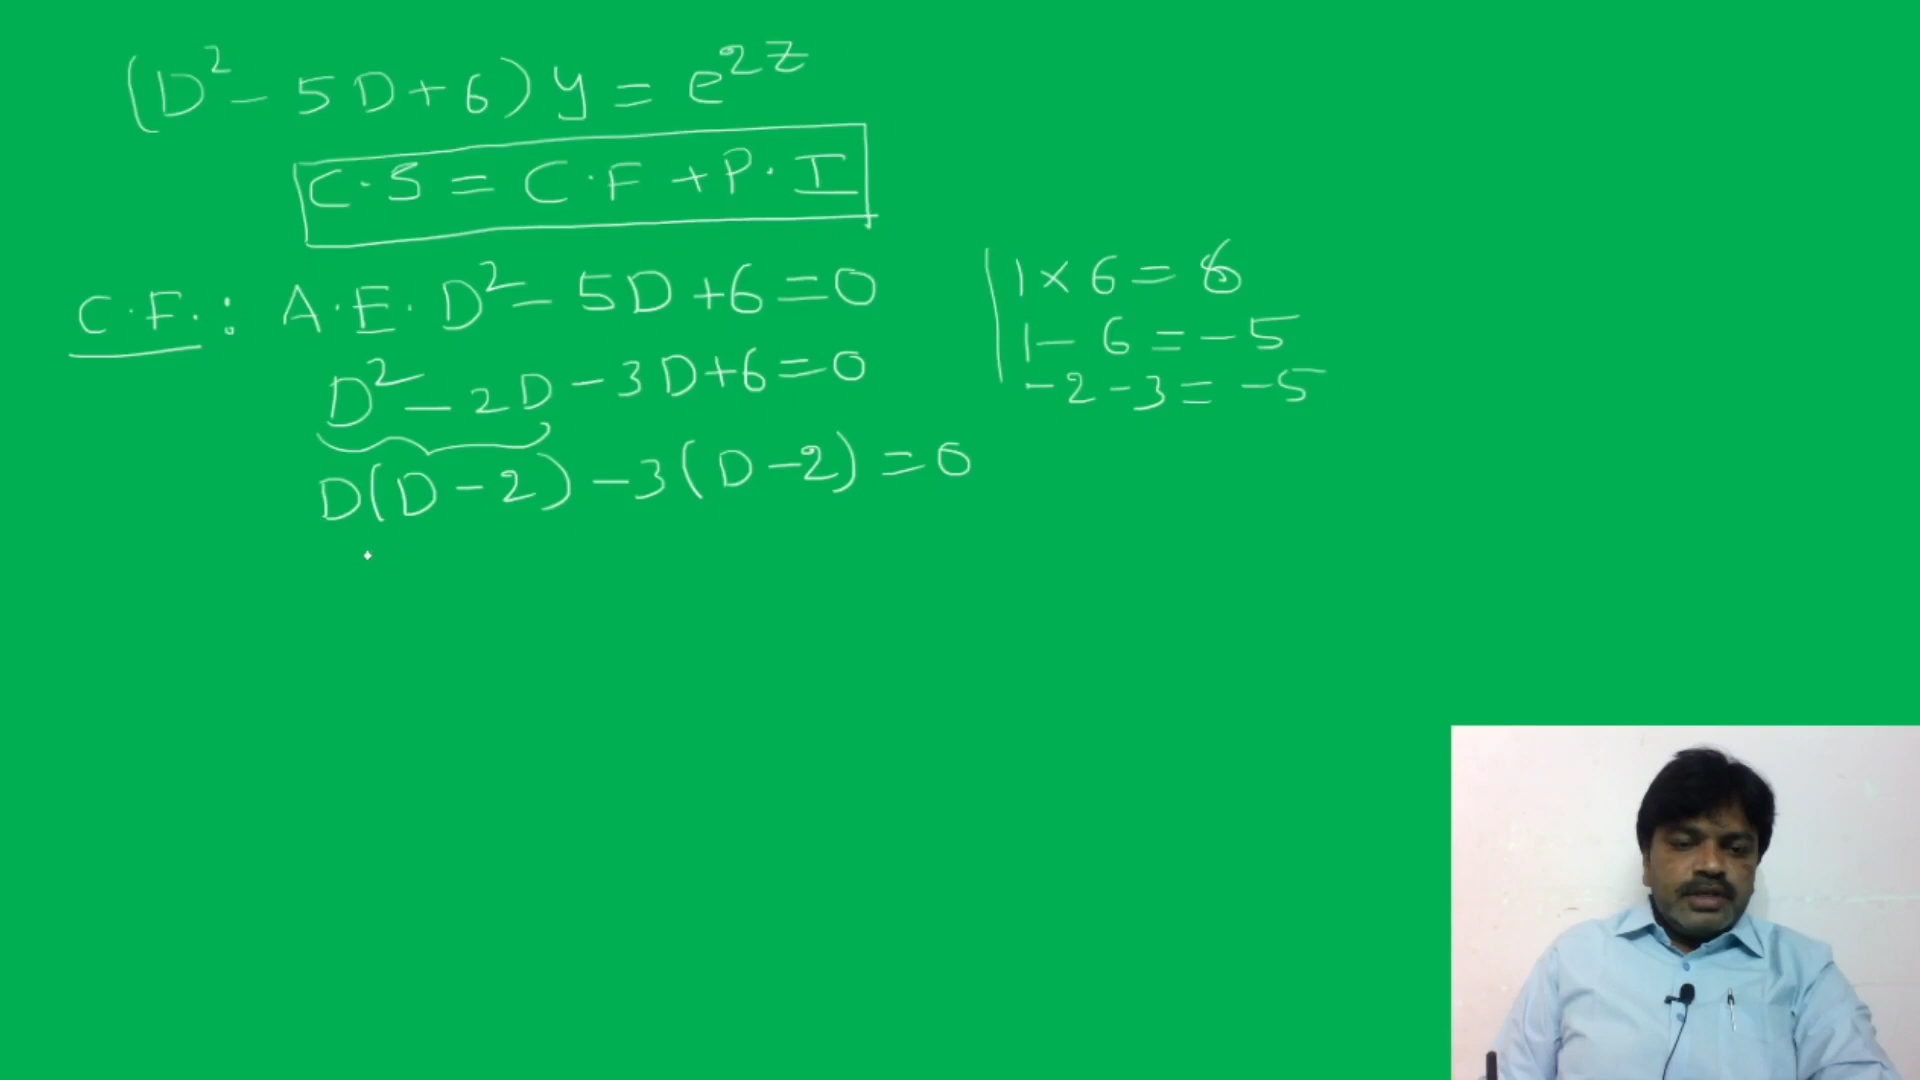 (D² - 5D + 6) y = e^{2z}
C.S = C.F + P.I
C.F. : A.E. D² - 5D + 6 = 0
D² - 2D - 3D + 6 = 0
D(D - 2) - 3(D - 2) = 0
1 × 6 = 6
1 - 6 = - 5
- 2 - 3 = - 5